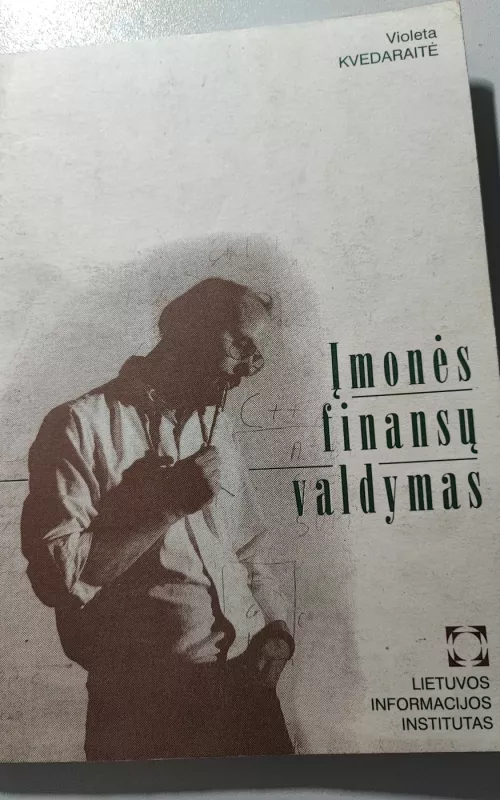 Violeta
KVEDARAITĖ
Įmonės
finansų
valdymas
C++
LIETUVOS
INFORMACIJOS
INSTITUTAS